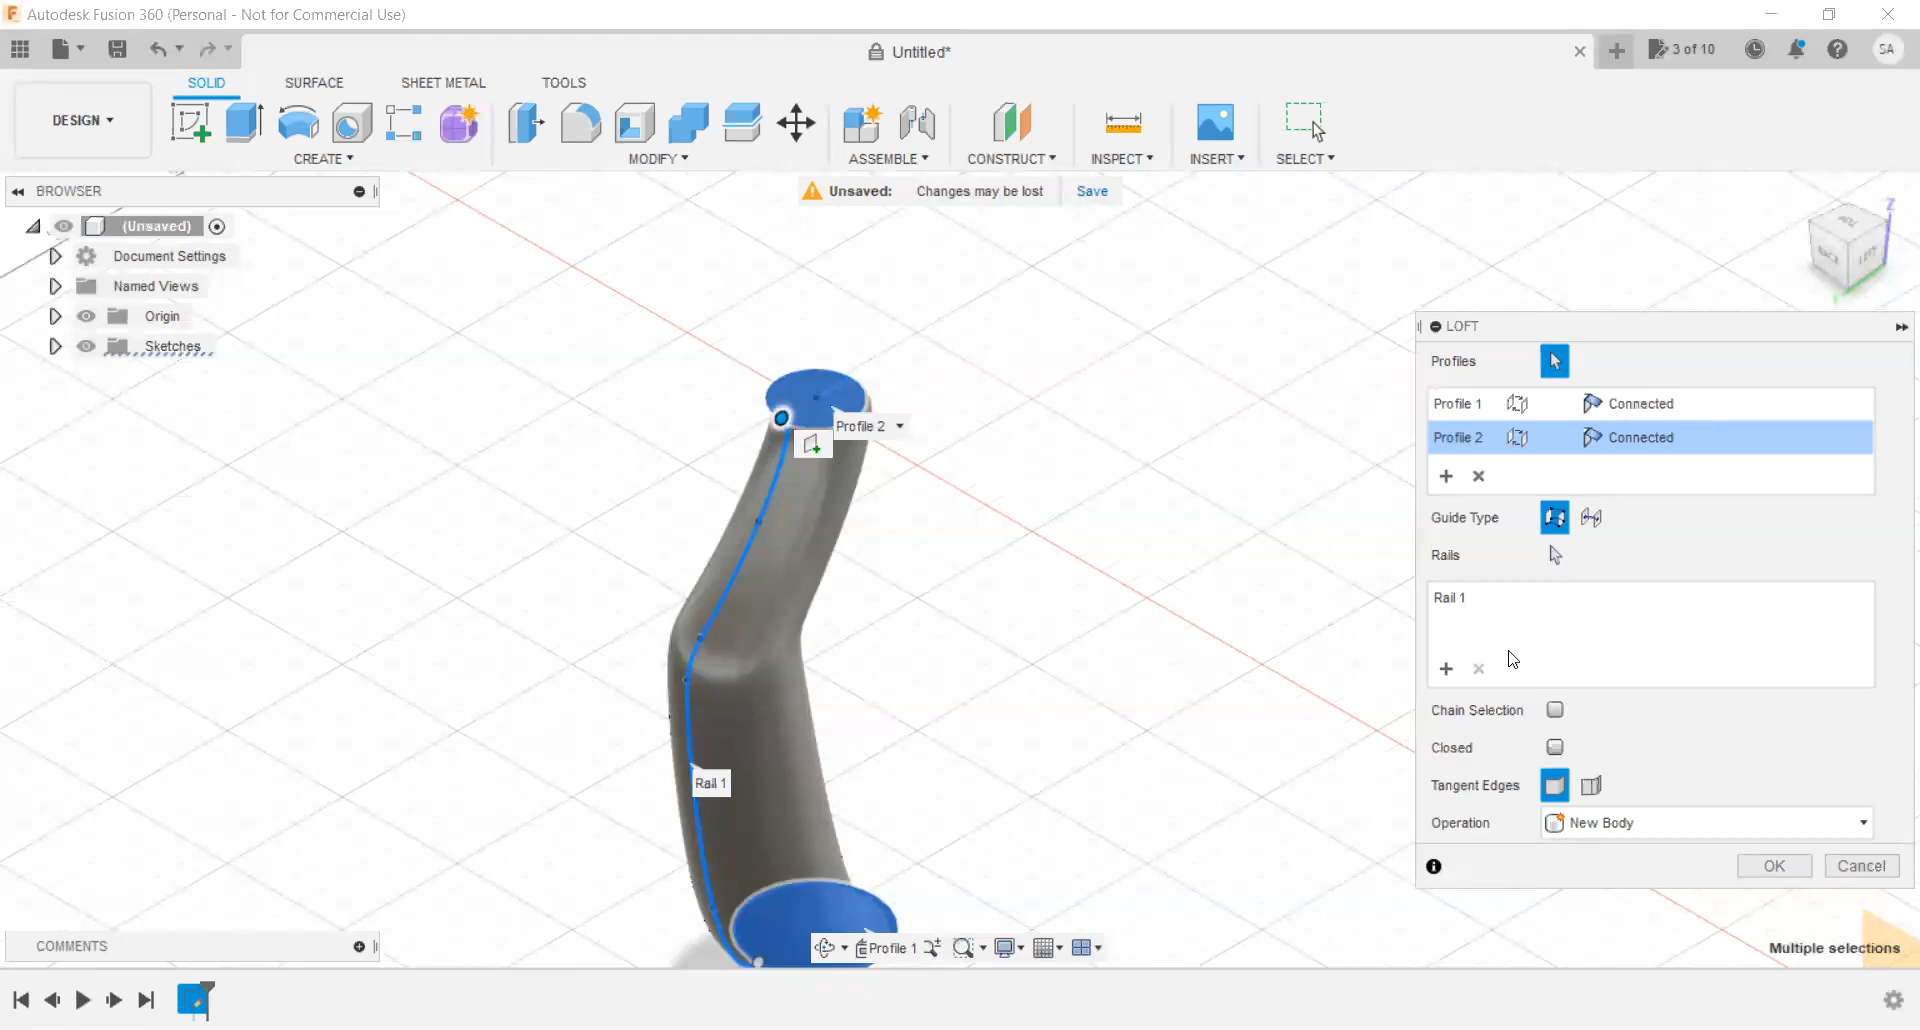 Autodesk Fusion 360 (Personal - Not for Commercial Use)
Untitled*
3 of 10
SA
SOLID SURFACE SHEET METAL TOOLS
DESIGN
CREATE MODIFY ASSEMBLE CONSTRUCT INSPECT INSERT SELECT
BROWSER
Unsaved: Changes may be lost Save
(Unsaved)
Document Settings
Named Views
Origin
Sketches
Z
TOP
BACK LEFT
LOFT
Profiles
Profile 1 Connected
Profile 2 Connected
Guide Type
Rails
Rail 1
Chain Selection
Closed
Tangent Edges
Operation New Body
OK Cancel
Profile 2
Rail 1
Profile 1
COMMENTS
Multiple selections